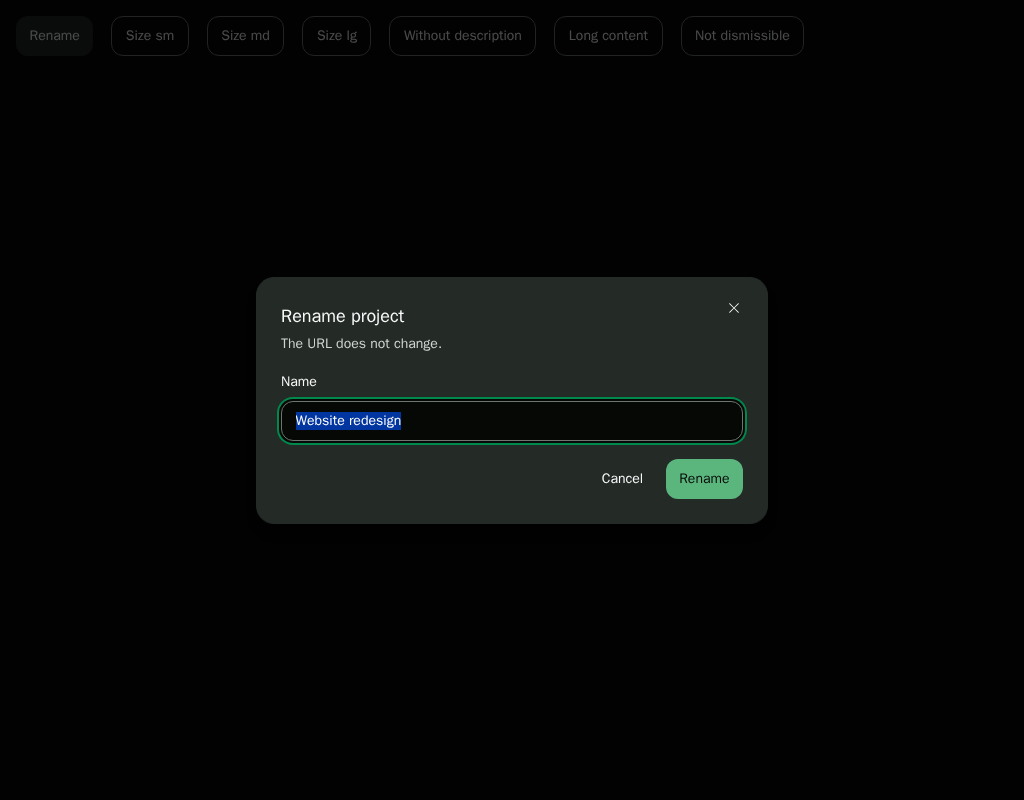 Rename Size sm Size md Size lg Without description Long content Not dismissible
Rename project
The URL does not change.
Name
Website redesign
Cancel Rename